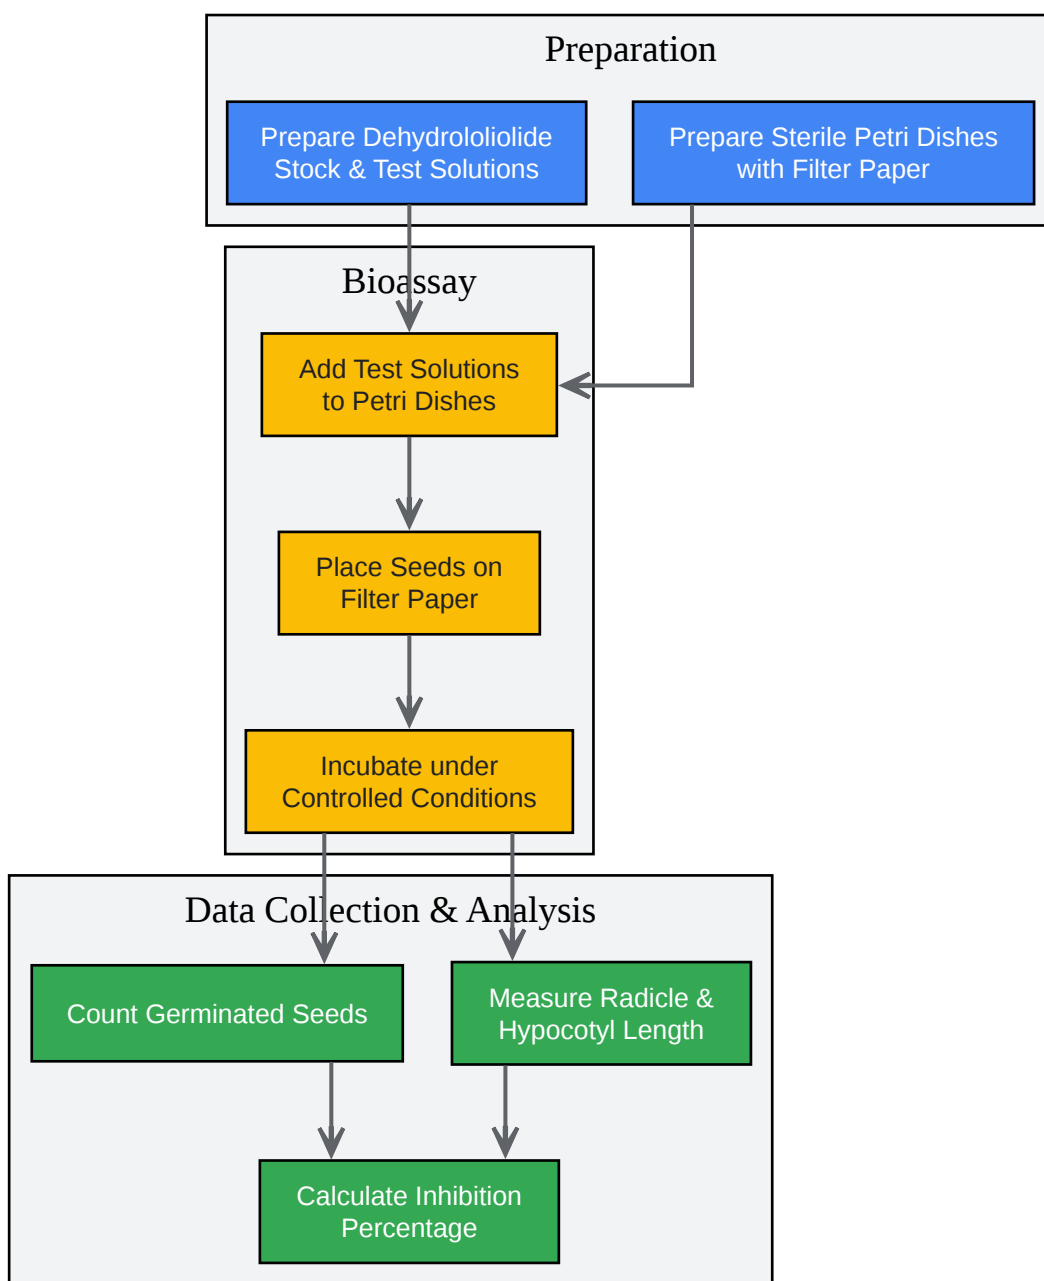 Preparation
Prepare Dehydrololiolide
Stock & Test Solutions
Prepare Sterile Petri Dishes
with Filter Paper
Bioassay
Add Test Solutions
to Petri Dishes
Place Seeds on
Filter Paper
Incubate under
Controlled Conditions
Data Collection & Analysis
Count Germinated Seeds
Measure Radicle &
Hypocotyl Length
Calculate Inhibition
Percentage